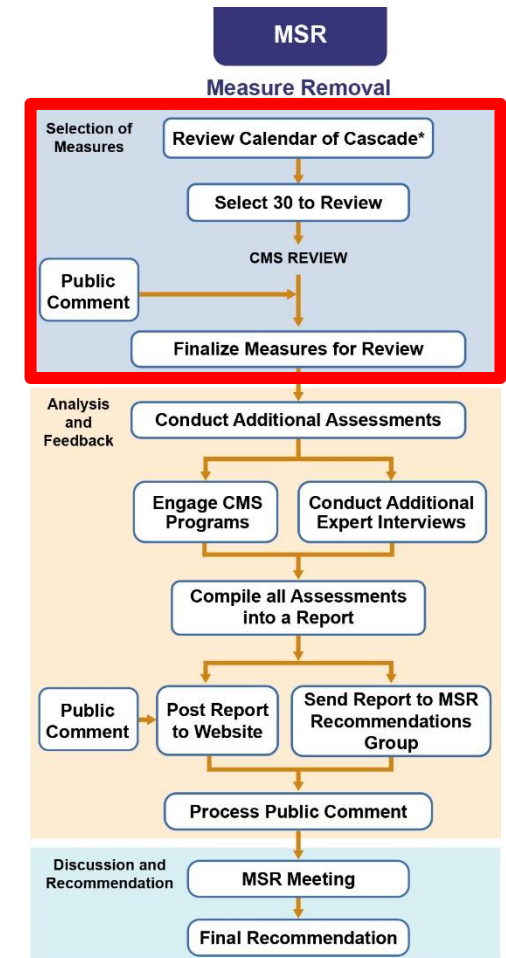 MSR
Measure Removal
Selection of
Measures
Review Calendar of Cascade*
Select 30 to Review
CMS REVIEW
Public
Comment
Finalize Measures for Review
Analysis
and
Feedback
Conduct Additional Assessments
Engage CMS
Programs
Conduct Additional
Expert Interviews
Compile all Assessments
into a Report
Public
Comment
Post Report
to Website
Send Report to MSR
Recommendations
Group
Process Public Comment
Discussion and
Recommendation
MSR Meeting
Final Recommendation